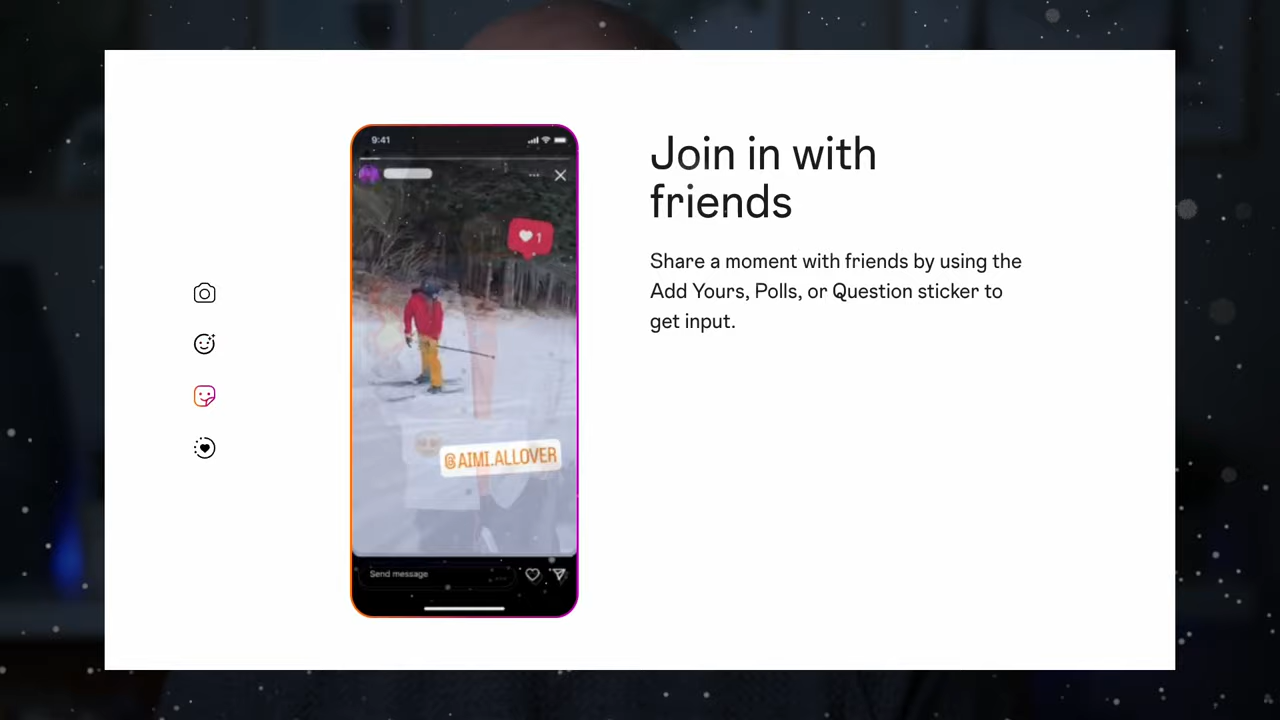 9:41
1
@AIMI.ALLOVER
Send message
Join in with
friends
Share a moment with friends by using the
Add Yours, Polls, or Question sticker to
get input.